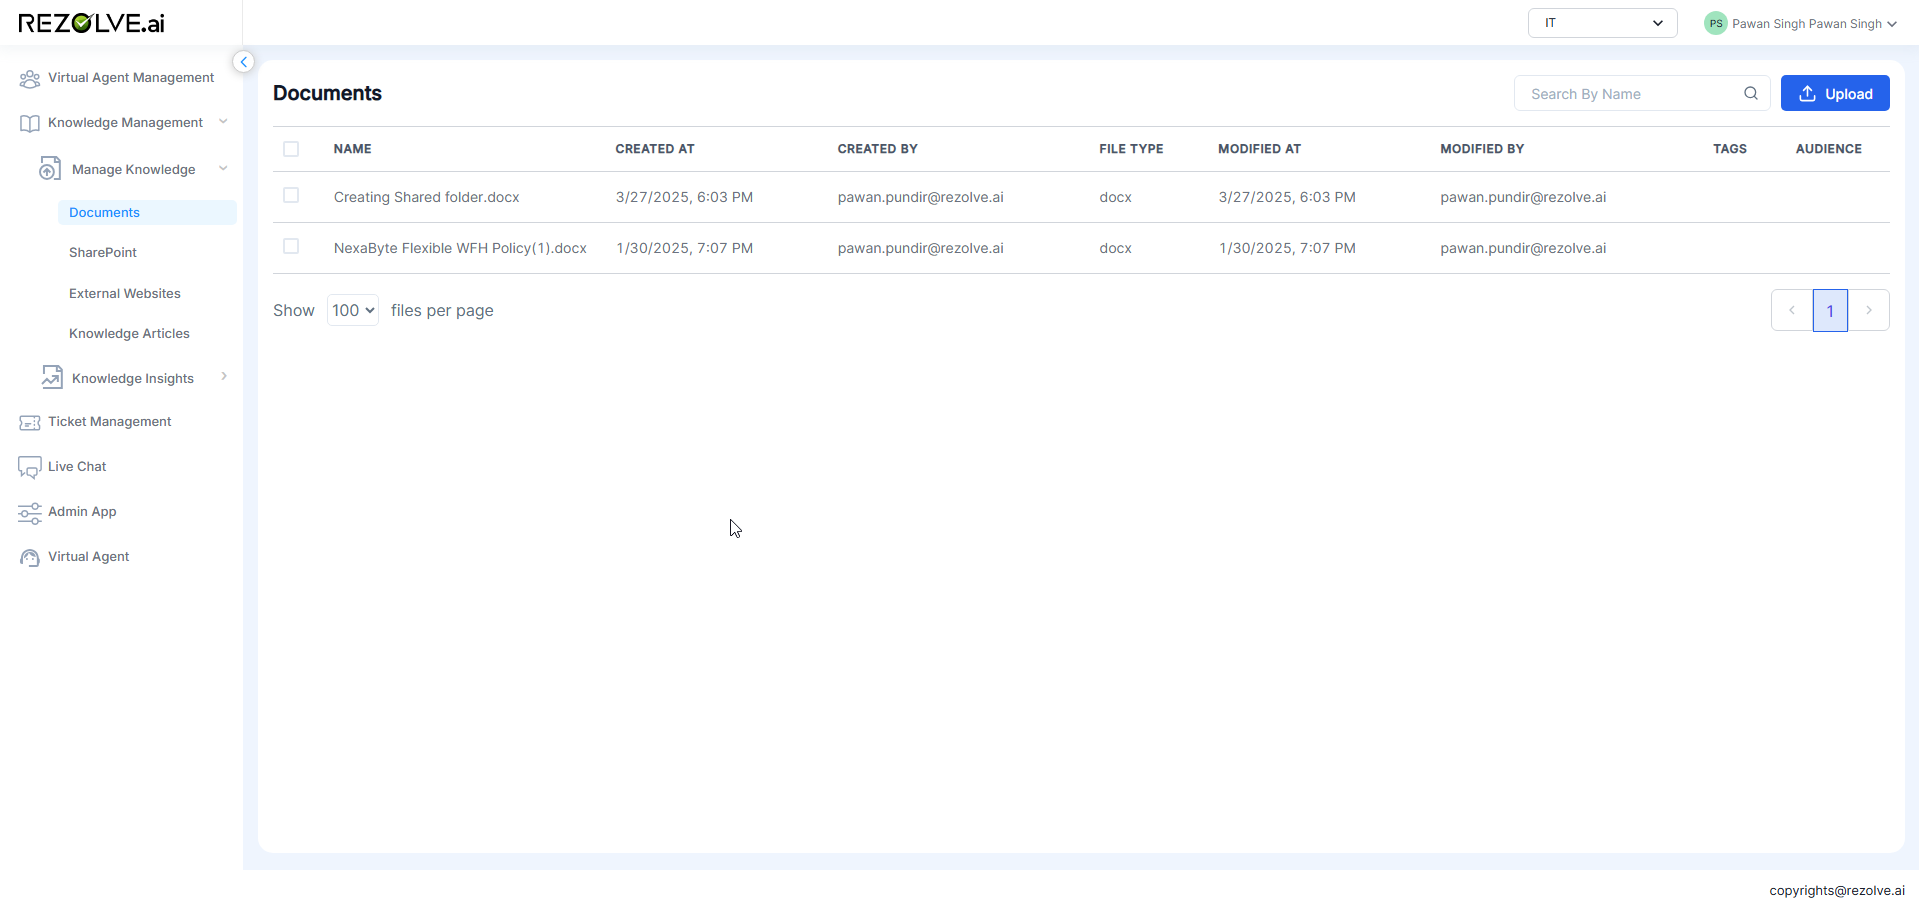 REZOLVE.ai
IT
PS Pawan Singh Pawan Singh
Virtual Agent Management
Knowledge Management
Manage Knowledge
Documents
SharePoint
External Websites
Knowledge Articles
Knowledge Insights
Ticket Management
Live Chat
Admin App
Virtual Agent
Documents
Search By Name
Upload
NAME CREATED AT CREATED BY FILE TYPE MODIFIED AT MODIFIED BY TAGS AUDIENCE
Creating Shared folder.docx 3/27/2025, 6:03 PM pawan.pundir@rezolve.ai docx 3/27/2025, 6:03 PM pawan.pundir@rezolve.ai
NexaByte Flexible WFH Policy(1).docx 1/30/2025, 7:07 PM pawan.pundir@rezolve.ai docx 1/30/2025, 7:07 PM pawan.pundir@rezolve.ai
Show 100 files per page
1
copyrights@rezolve.ai